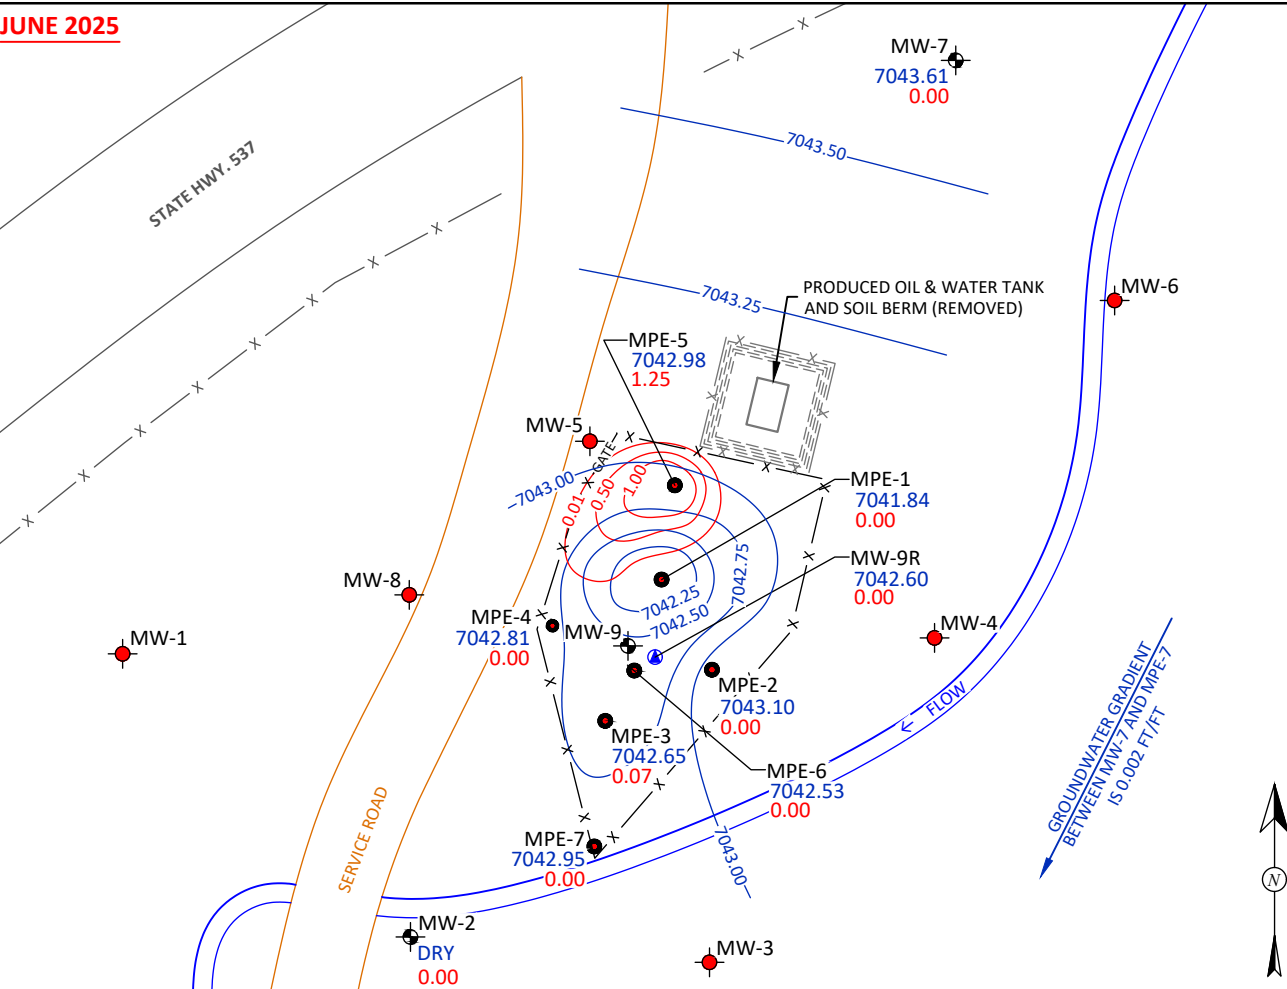 JUNE 2025
MW-7
7043.61
0.00
7043.50
STATE HWY. 537
7043.25
PRODUCED OIL & WATER TANK
AND SOIL BERM (REMOVED)
MW-6
MPE-5
7042.98
1.25
MW-5
GATE
7043.00
0.01
0.50
1.00
MPE-1
7041.84
0.00
7042.75
MW-9R
7042.60
0.00
7042.25
7042.50
MW-8
MPE-4
7042.81
0.00
MW-9
MW-1
MW-4
MPE-2
7043.10
0.00
MPE-3
7042.65
0.07
MPE-6
7042.53
0.00
FLOW
GROUNDWATER GRADIENT
BETWEEN MW-7 AND MPE-7
IS 0.002 FT/FT
SERVICE ROAD
MPE-7
7042.95
0.00
7043.00
MW-2
DRY
0.00
MW-3
N
X X X X X X X X X X X X X X X X X X X X X X X X X X X X X X